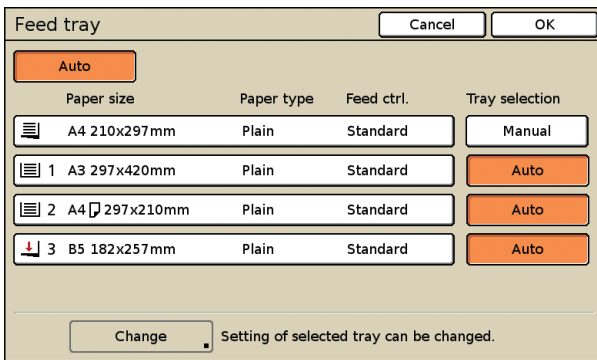 Feed tray Cancel OK
Auto
Paper size Paper type Feed ctrl. Tray selection
A4 210x297mm Plain Standard Manual
1 A3 297x420mm Plain Standard Auto
2 A4 297x210mm Plain Standard Auto
3 B5 182x257mm Plain Standard Auto
Change Setting of selected tray can be changed.